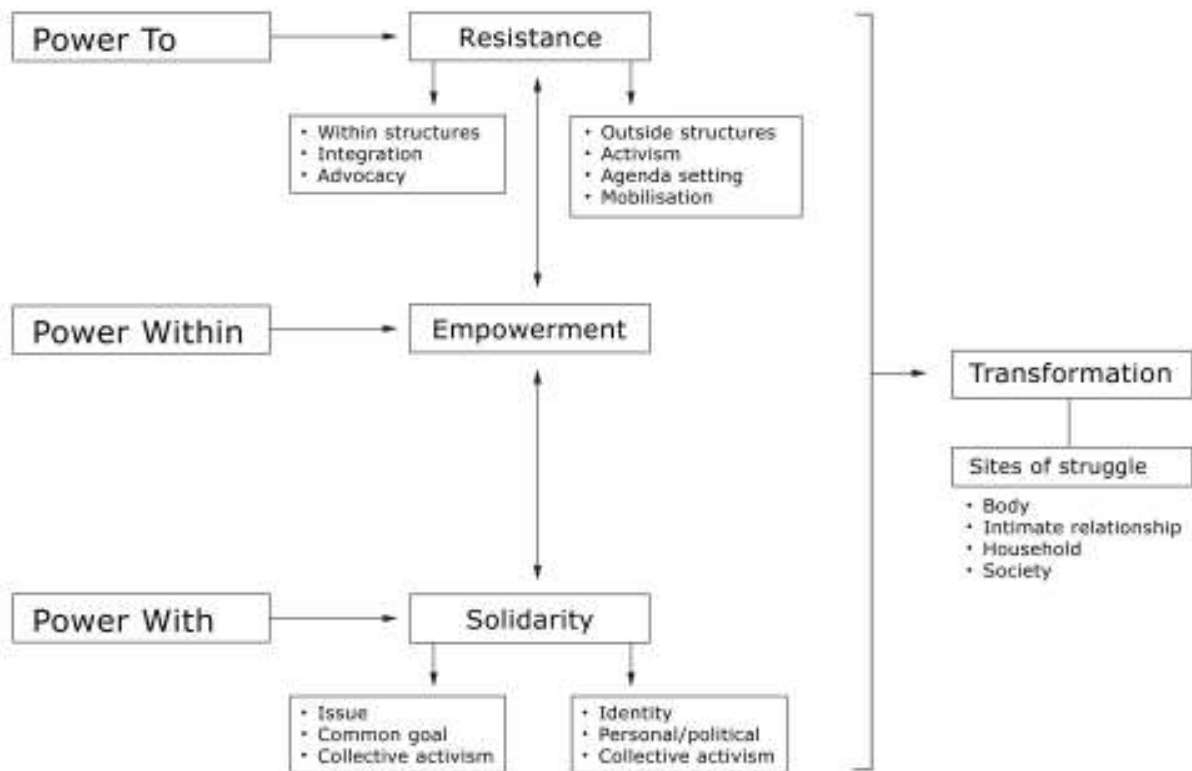 Power To
Resistance
• Within structures
• Integration
• Advocacy
• Outside structures
• Activism
• Agenda setting
• Mobilisation
Power Within
Empowerment
Transformation
Sites of struggle
• Body
• Intimate relationship
• Household
• Society
Power With
Solidarity
• Issue
• Common goal
• Collective activism
• Identity
• Personal/political
• Collective activism